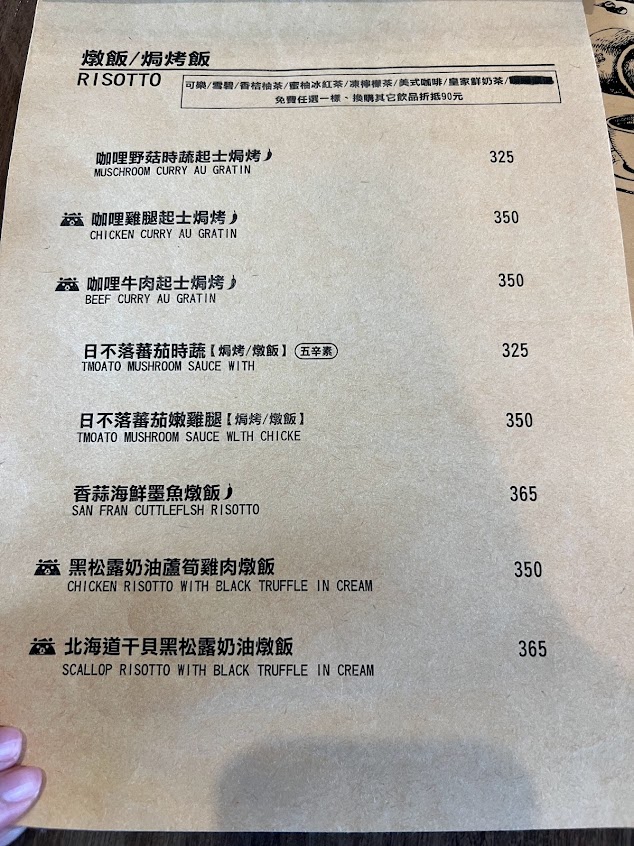 燉飯/焗烤飯
RISOTTO
可樂/雪碧/香桔柚茶/蜜柚冰紅茶/凍檸檬茶/美式咖啡/皇家鮮奶茶/
免費任選一樣、換購其它飲品折抵90元
咖哩野菇時蔬起士焗烤 325
MUSCHROOM CURRY AU GRATIN
咖哩雞腿起士焗烤 350
CHICKEN CURRY AU GRATIN
咖哩牛肉起士焗烤 350
BEEF CURRY AU GRATIN
日不落蕃茄時蔬【焗烤/燉飯】五辛素 325
TMOATO MUSHROOM SAUCE WITH
日不落蕃茄嫩雞腿【焗烤/燉飯】 350
TMOATO MUSHROOM SAUCE WLTH CHICKE
香蒜海鮮墨魚燉飯 365
SAN FRAN CUTTLEFLSH RISOTTO
黑松露奶油蘆筍雞肉燉飯 350
CHICKEN RISOTTO WITH BLACK TRUFFLE IN CREAM
北海道干貝黑松露奶油燉飯 365
SCALLOP RISOTTO WITH BLACK TRUFFLE IN CREAM